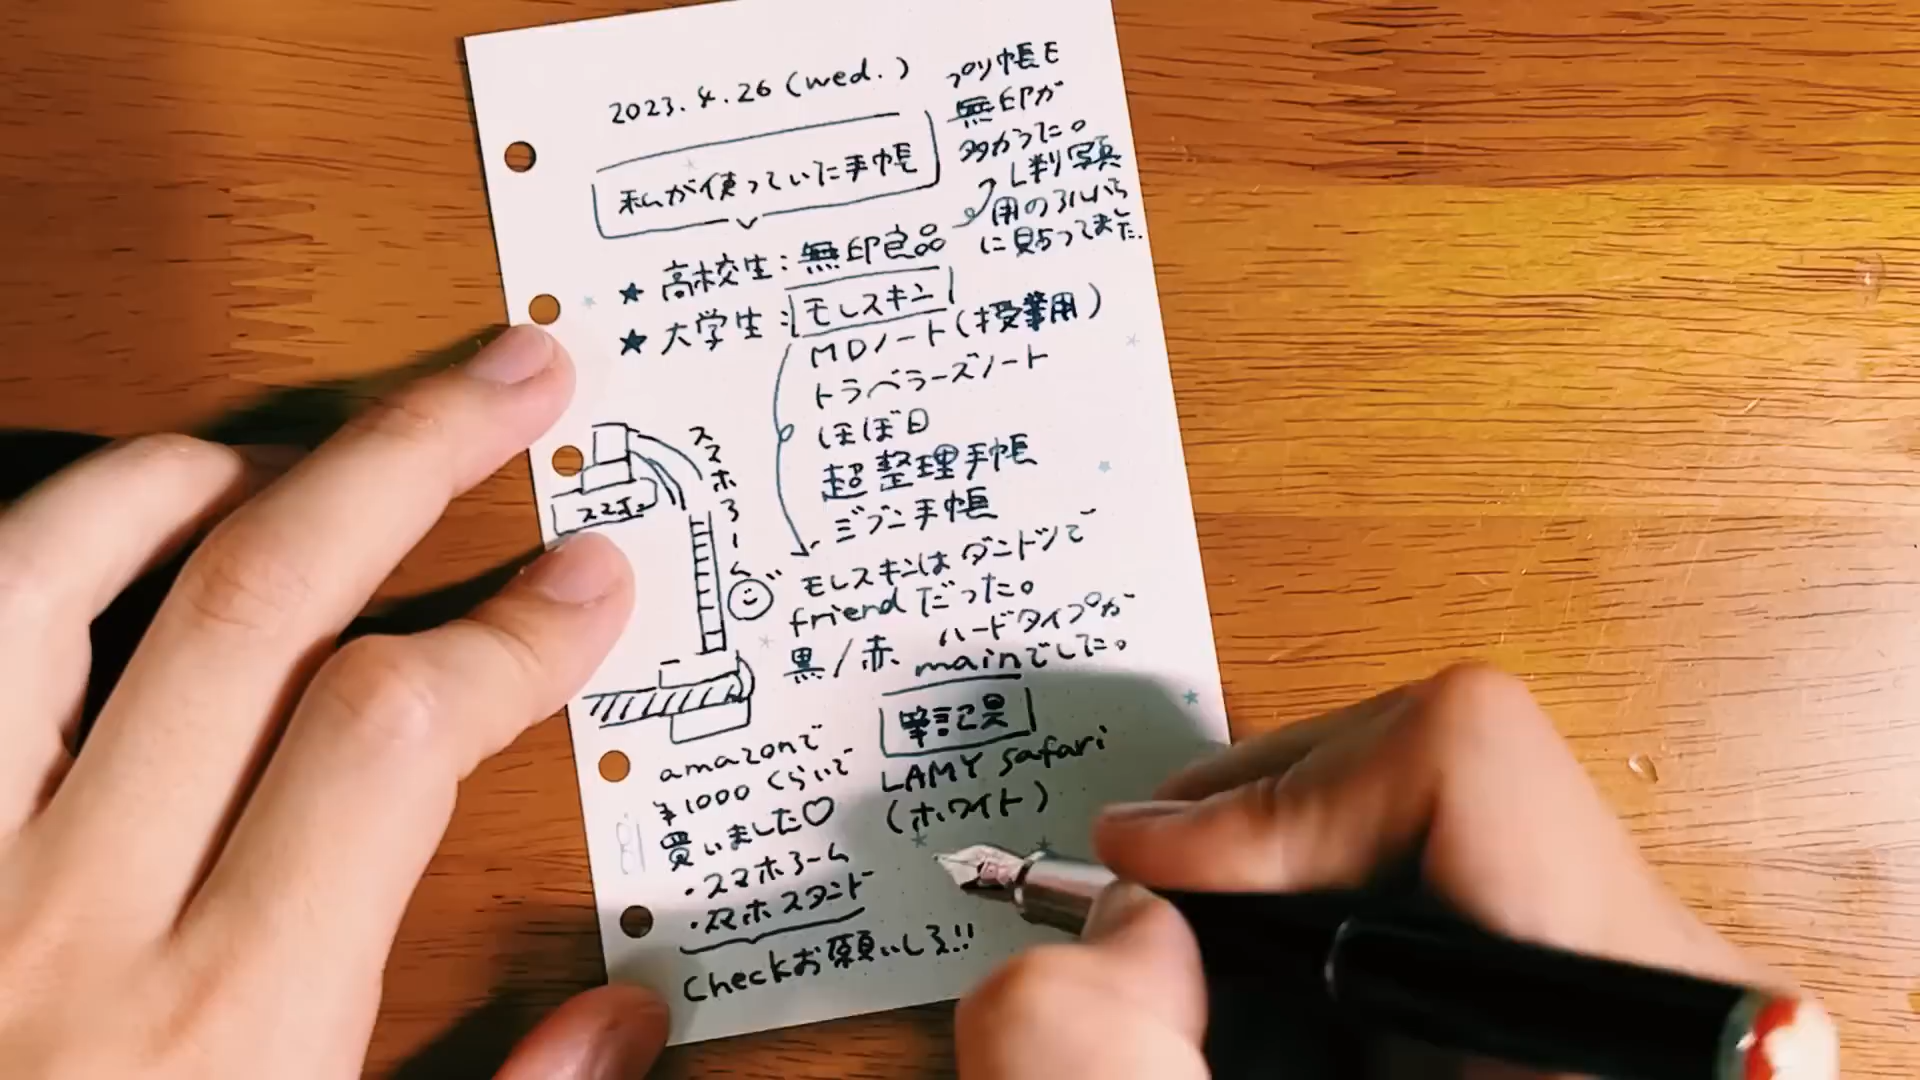 2023.4.26(wed.)
私が使っていた手帳
プリ帳も
無印が
多かった。
L判写真
用のアルバム
に貼ってました.
★ 高校生:無印良品
★ 大学生:モレスキン
MDノート(授業用)
トラベラーズノート
ほぼ日
超整理手帳
ジブン手帳
モレスキンはダントツで
friendだった。
黒/赤 ハードタイプが
mainでした。
スマホアーム
スマホ
amazonで
¥1000くらいで
買いました♡
・スマホアーム
・スマホスタンド
Checkお願いします!!
筆記具
LAMY safari
(ホワイト)